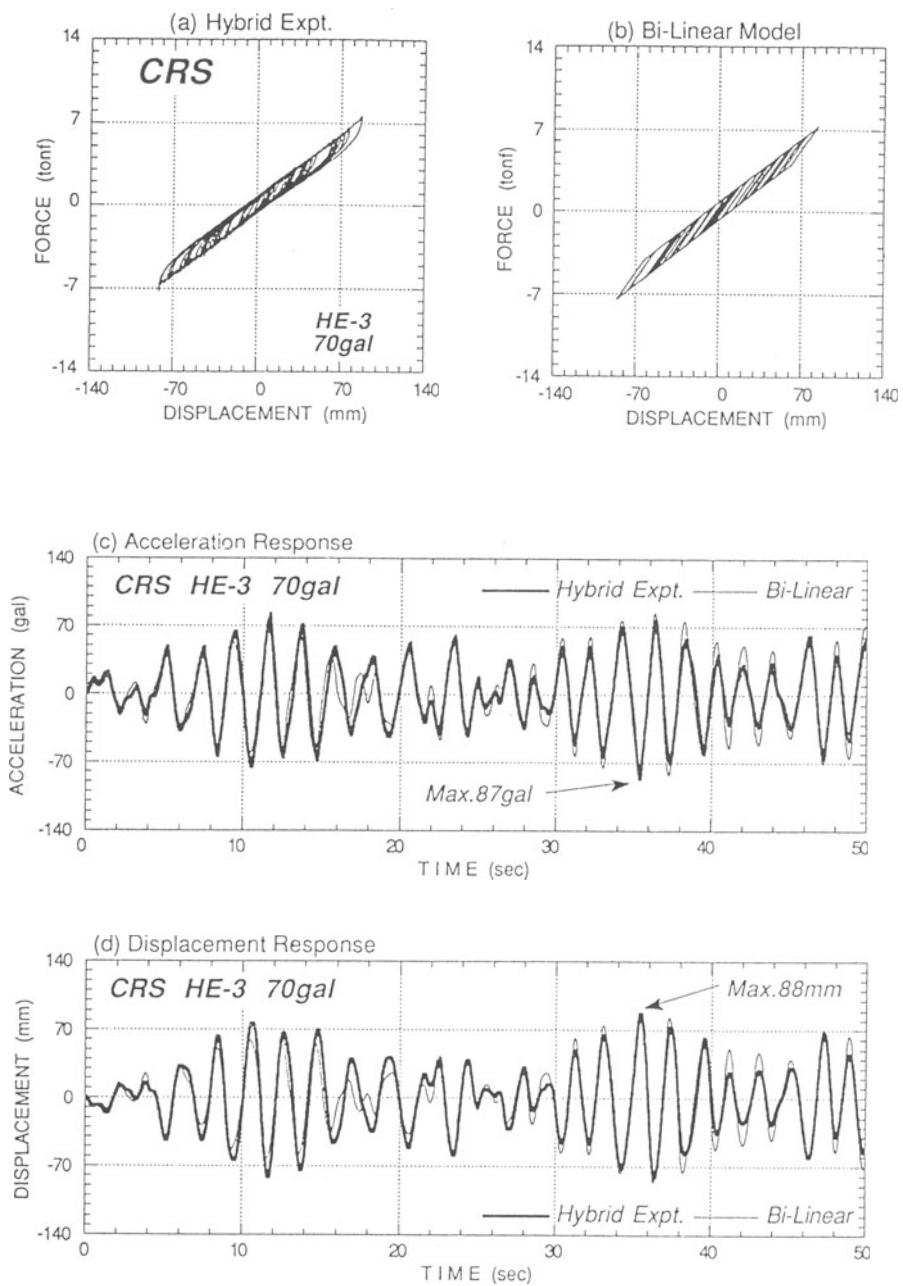 (a) Hybrid Expt.
14
CRS
7
0
-7
-14
FORCE (tonf)
HE-3
70gal
-140 -70 0 70 140
DISPLACEMENT (mm)
(b) Bi-Linear Model
14
7
0
-7
-14
FORCE (tonf)
-140 -70 0 70 140
DISPLACEMENT (mm)
(c) Acceleration Response
140
70
0
-70
-140
ACCELERATION (gal)
CRS HE-3 70gal
Hybrid Expt. Bi-Linear
Max.87gal
0 10 20 30 40 50
TIME (sec)
(d) Displacement Response
140
70
0
-70
-140
DISPLACEMENT (mm)
CRS HE-3 70gal
Max.88mm
Hybrid Expt. Bi-Linear
0 10 20 30 40 50
TIME (sec)